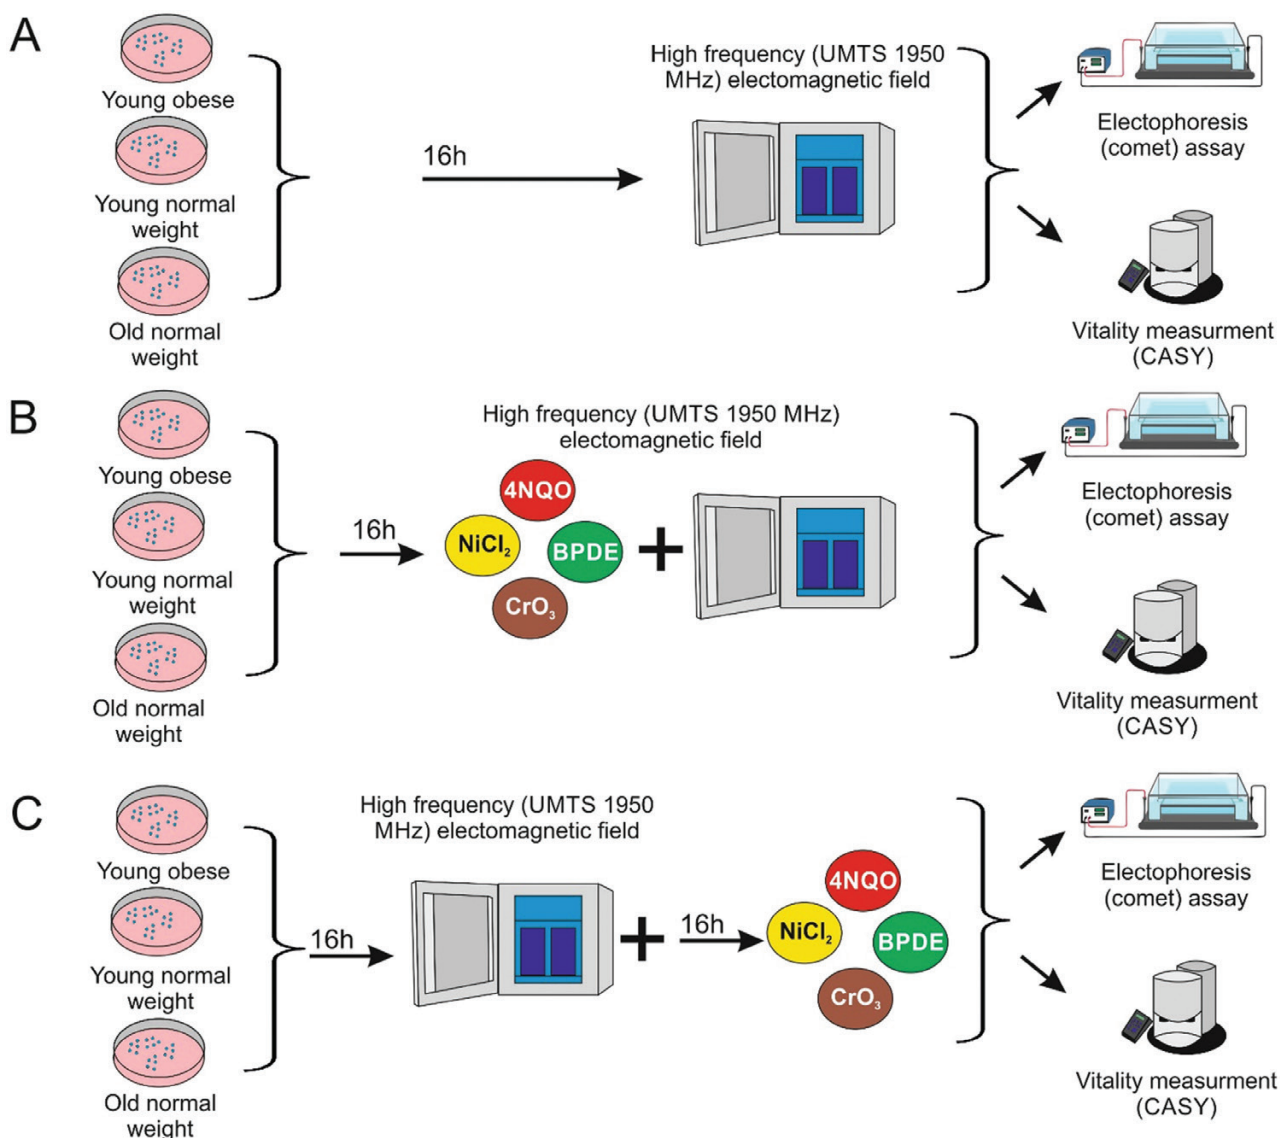 A
Young obese
Young normal
weight
Old normal
weight
16h
High frequency (UMTS 1950
MHz) electomagnetic field
Electophoresis
(comet) assay
Vitality measurment
(CASY)
B
Young obese
Young normal
weight
Old normal
weight
16h
High frequency (UMTS 1950 MHz)
electomagnetic field
4NQO
NiCl₂
BPDE
CrO₃
+
Electophoresis
(comet) assay
Vitality measurment
(CASY)
C
Young obese
Young normal
weight
Old normal
weight
16h
High frequency (UMTS 1950
MHz) electomagnetic field
+
16h
4NQO
NiCl₂
BPDE
CrO₃
Electophoresis
(comet) assay
Vitality measurment
(CASY)